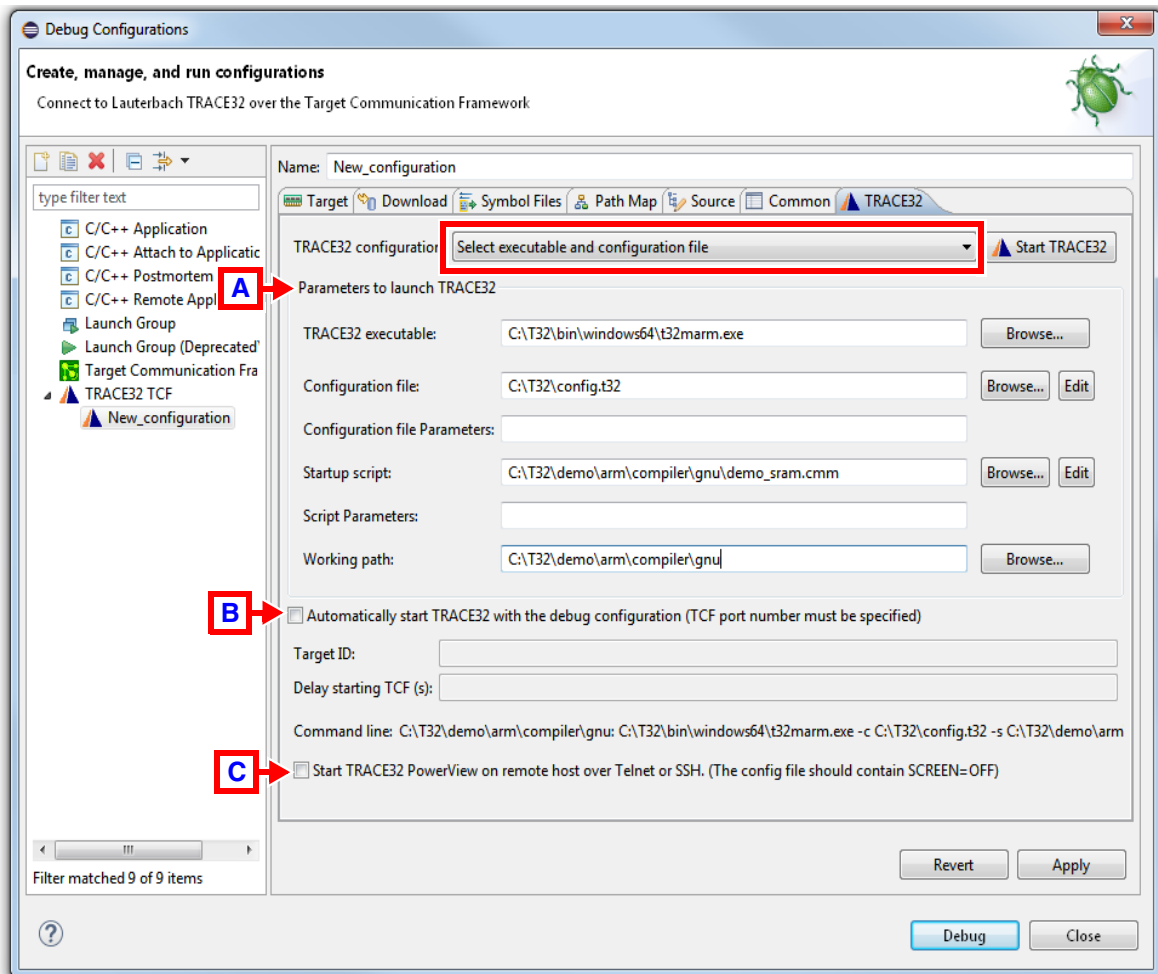 Debug Configurations
X
Create, manage, and run configurations
Connect to Lauterbach TRACE32 over the Target Communication Framework
type filter text
C/C++ Application
C/C++ Attach to Applicatic
C/C++ Postmortem
C/C++ Remote Appl
Launch Group
Launch Group (Deprecated
Target Communication Fra
TRACE32 TCF
New_configuration
Filter matched 9 of 9 items
Name: New_configuration
Target Download Symbol Files Path Map Source Common TRACE32
TRACE32 configuration Select executable and configuration file Start TRACE32
A
Parameters to launch TRACE32
TRACE32 executable: C:\T32\bin\windows64\t32marm.exe Browse...
Configuration file: C:\T32\config.t32 Browse... Edit
Configuration file Parameters:
Startup script: C:\T32\demo\arm\compiler\gnu\demo_sram.cmm Browse... Edit
Script Parameters:
Working path: C:\T32\demo\arm\compiler\gnu Browse...
B
Automatically start TRACE32 with the debug configuration (TCF port number must be specified)
Target ID:
Delay starting TCF (s):
Command line: C:\T32\demo\arm\compiler\gnu: C:\T32\bin\windows64\t32marm.exe -c C:\T32\config.t32 -s C:\T32\demo\arm
C
Start TRACE32 PowerView on remote host over Telnet or SSH. (The config file should contain SCREEN=OFF)
Revert Apply
? Debug Close